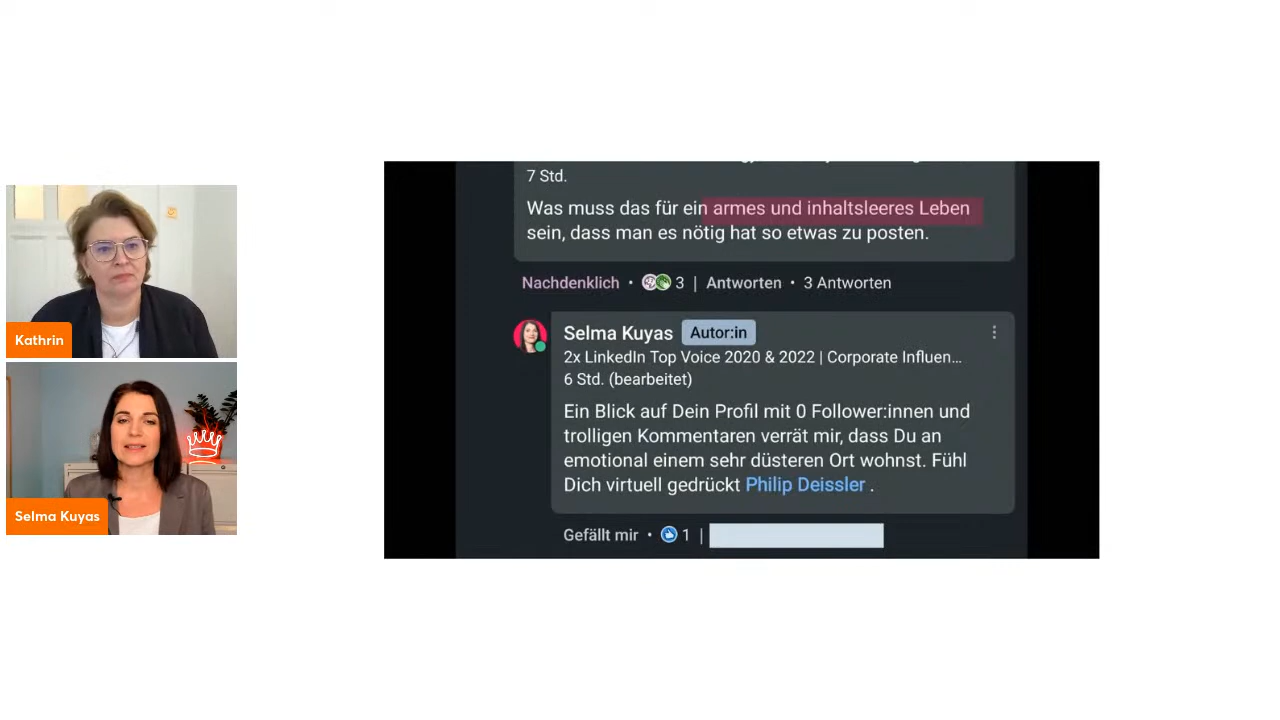 Kathrin
Selma Kuyas
7 Std.
Was muss das für ein armes und inhaltsleeres Leben
sein, dass man es nötig hat so etwas zu posten.
Nachdenklich • 3 | Antworten • 3 Antworten
Selma Kuyas Autor:in
2x LinkedIn Top Voice 2020 & 2022 | Corporate Influen...
6 Std. (bearbeitet)
Ein Blick auf Dein Profil mit 0 Follower:innen und
trolligen Kommentaren verrät mir, dass Du an
emotional einem sehr düsteren Ort wohnst. Fühl
Dich virtuell gedrückt Philip Deissler .
Gefällt mir • 1 |